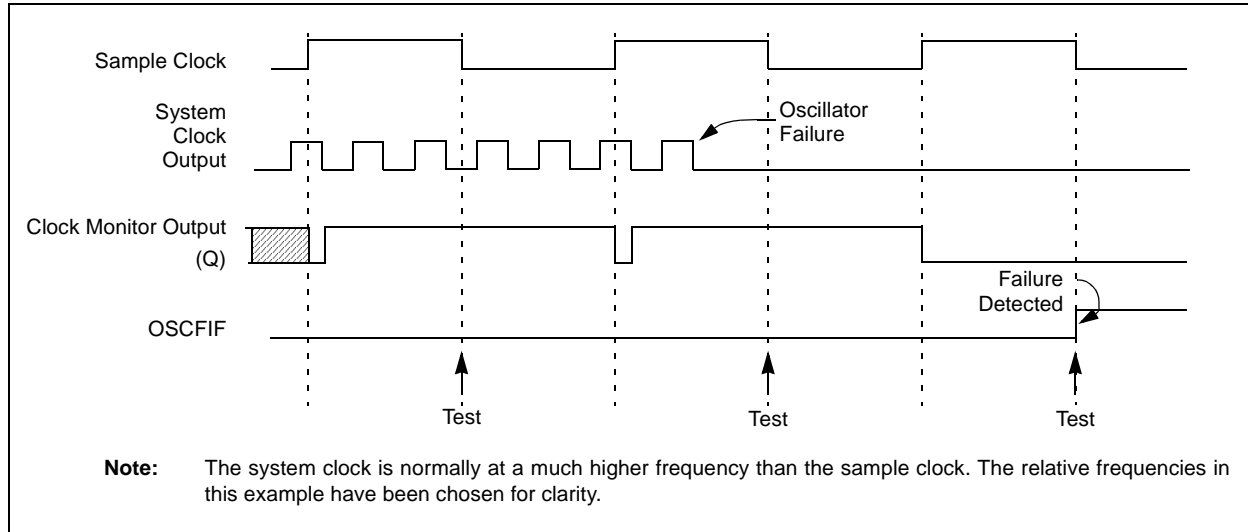 Sample Clock
System
Clock
Output
Oscillator
Failure
Clock Monitor Output
(Q)
Failure
Detected
OSCFIF
Test
Test
Test
Note: The system clock is normally at a much higher frequency than the sample clock. The relative frequencies in
this example have been chosen for clarity.